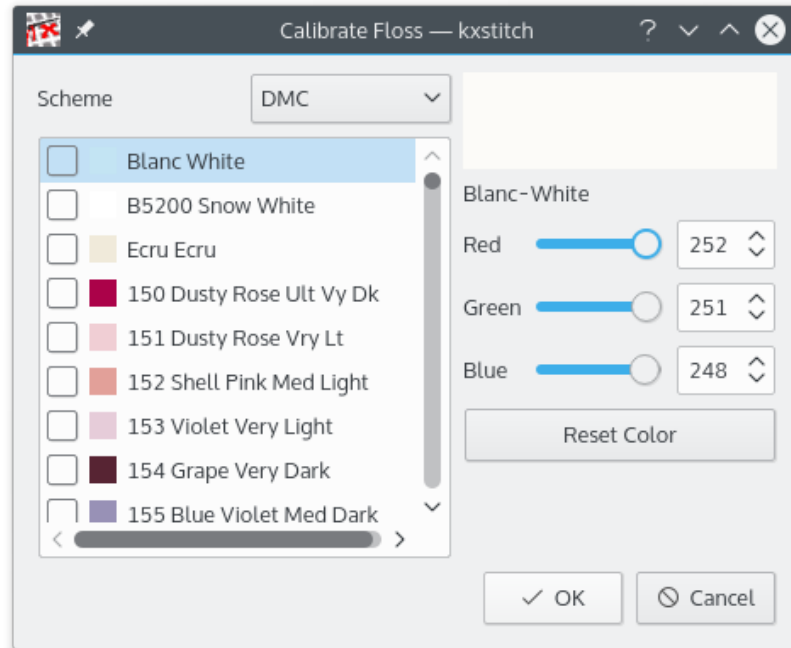 Calibrate Floss — kxstitch
Scheme
DMC
Blanc White
B5200 Snow White
Ecru Ecru
150 Dusty Rose Ult Vy Dk
151 Dusty Rose Vry Lt
152 Shell Pink Med Light
153 Violet Very Light
154 Grape Very Dark
155 Blue Violet Med Dark
Blanc-White
Red 252
Green 251
Blue 248
Reset Color
OK
Cancel